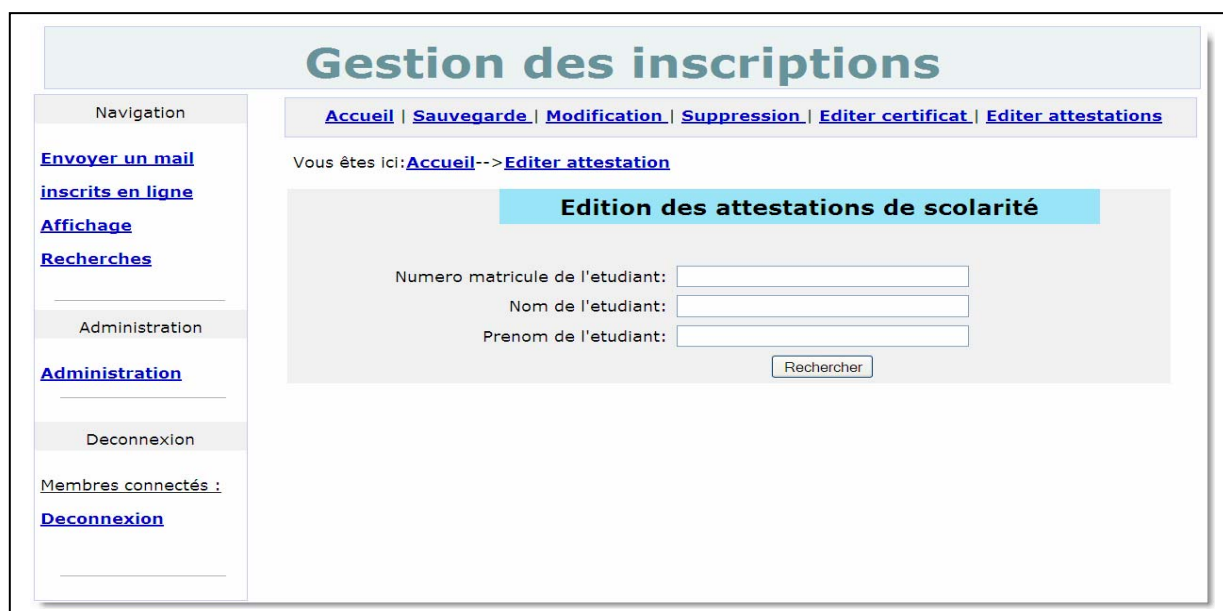 Gestion des inscriptions
Navigation
Envoyer un mail
inscrits en ligne
Affichage
Recherches
Administration
Administration
Deconnexion
Membres connectés :
Deconnexion
Accueil | Sauvegarde | Modification | Suppression | Editer certificat | Editer attestations
Vous êtes ici:Accueil-->Editer attestation
Edition des attestations de scolarité
Numero matricule de l'etudiant:
Nom de l'etudiant:
Prenom de l'etudiant:
Rechercher